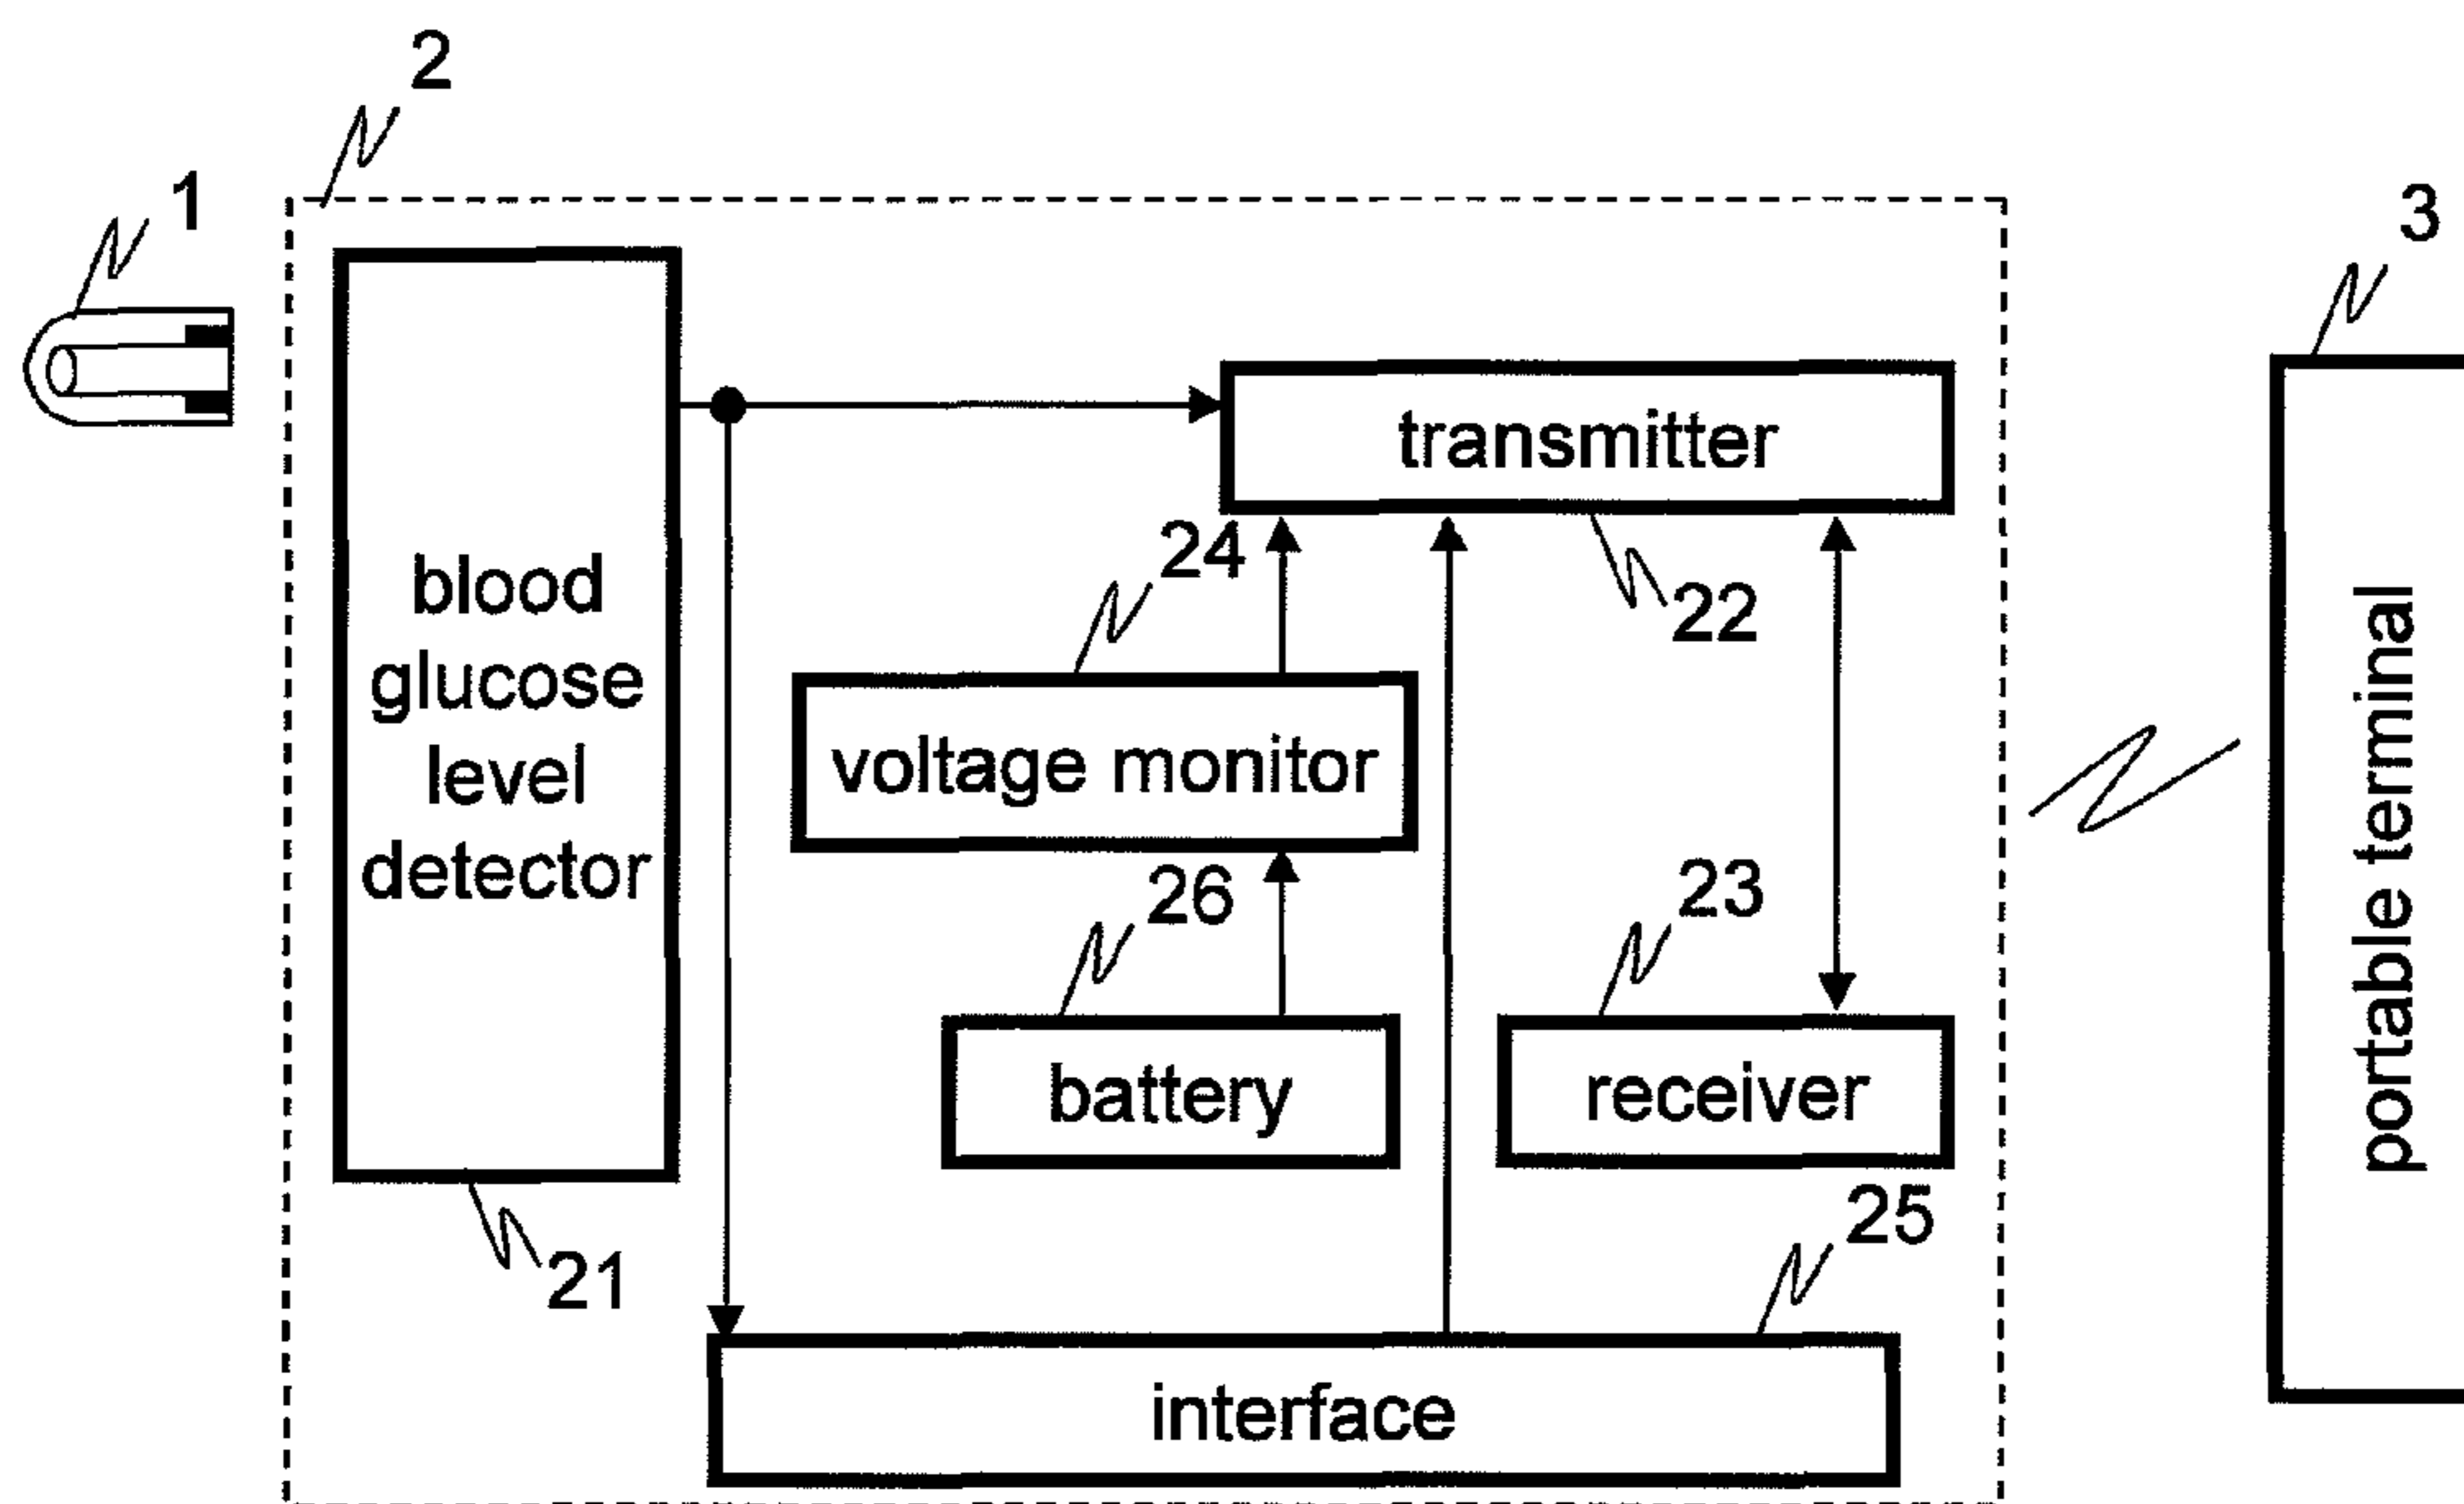 2
1
3
transmitter
24
22
blood
glucose
level
detector
voltage monitor
portable terminal
26
23
battery
receiver
25
21
interface